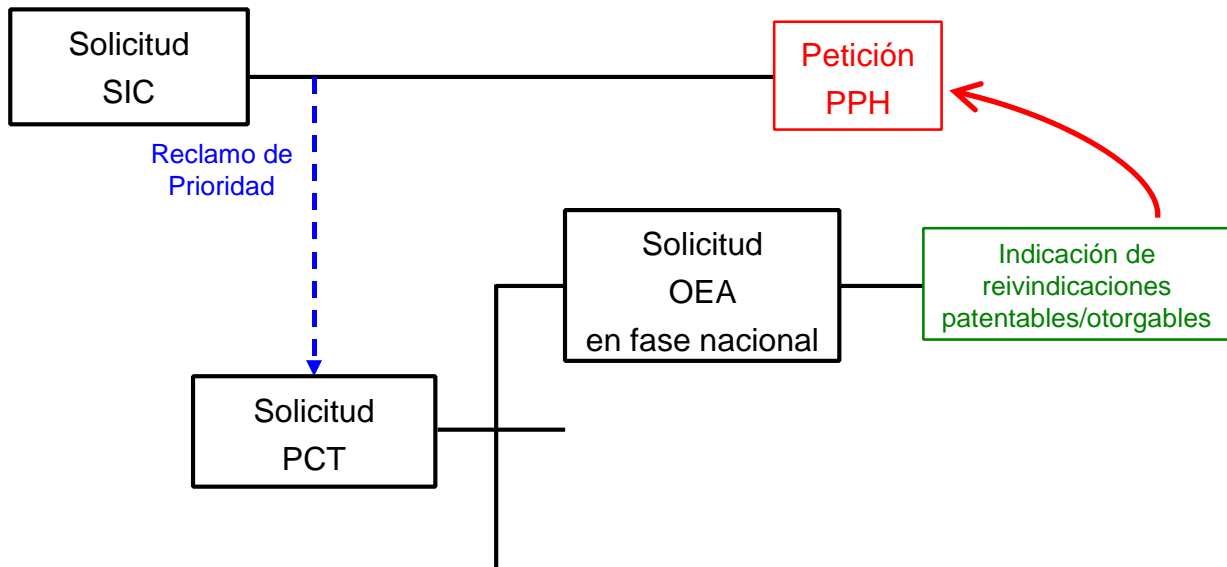 Solicitud
SIC
Petición
PPH
Reclamo de
Prioridad
Solicitud
OEA
en fase nacional
Indicación de
reivindicaciones
patentables/otorgables
Solicitud
PCT